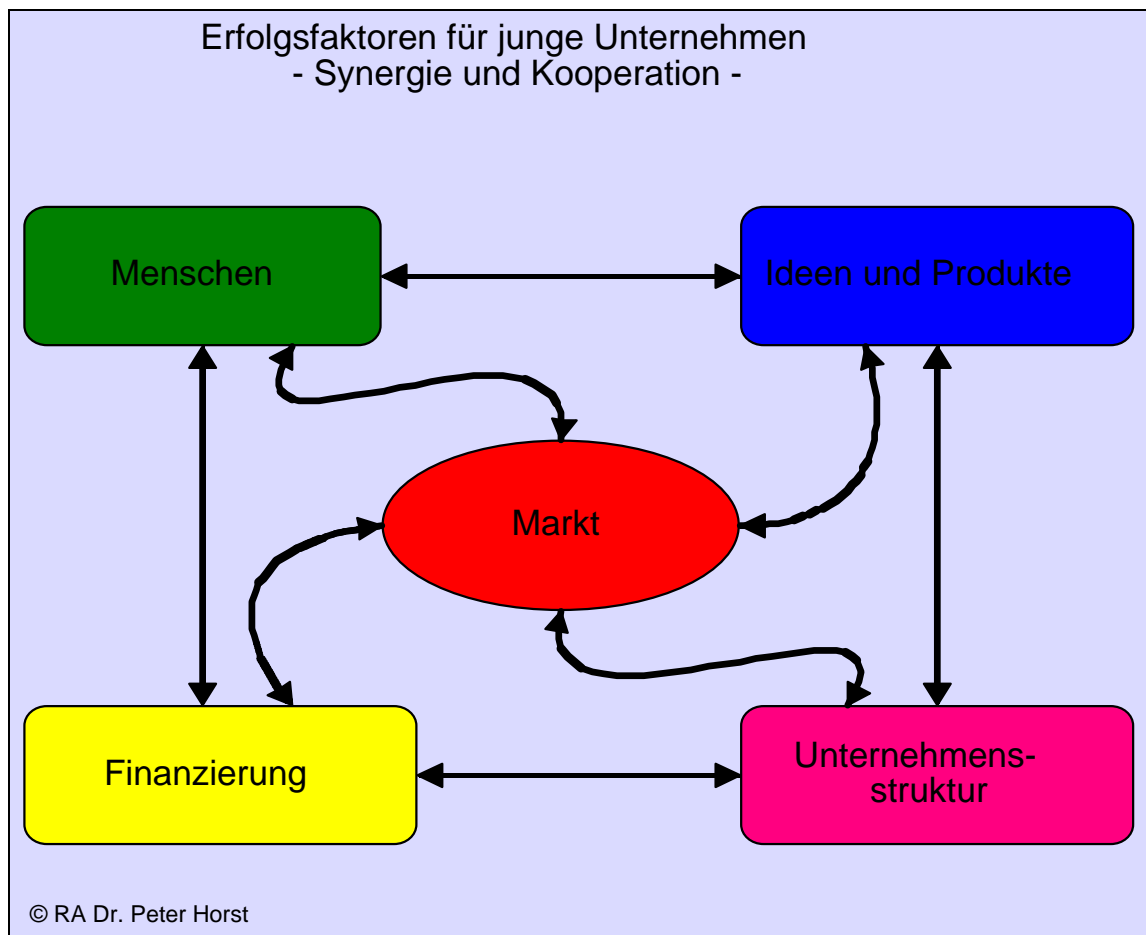 Erfolgsfaktoren für junge Unternehmen
- Synergie und Kooperation -
Menschen
Ideen und Produkte
Markt
Finanzierung
Unternehmens-
struktur
© RA Dr. Peter Horst